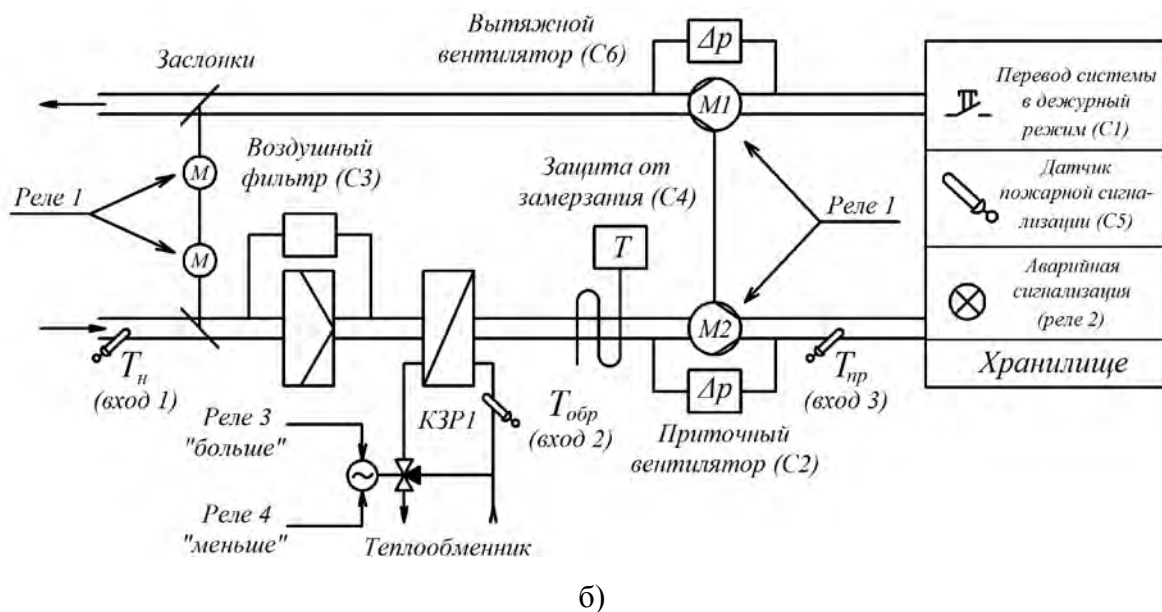 Вытяжной
вентилятор (С6)
Δp
Заслонки
М1
Перевод системы
в дежурный
режим (С1)
Воздушный
фильтр (С3)
Защита от
замерзания (С4)
Датчик
пожарной сигна-
лизации (С5)
Реле 1
М
М
Реле 1
Т
Аварийная
сигнализация
(реле 2)
М2
Хранилище
Tн
(вход 1)
КЗР1
Tобр
(вход 2)
Δp
Tпр
(вход 3)
Приточный
вентилятор (С2)
Реле 3
"больше"
~
Реле 4
"меньше"
Теплообменник
б)